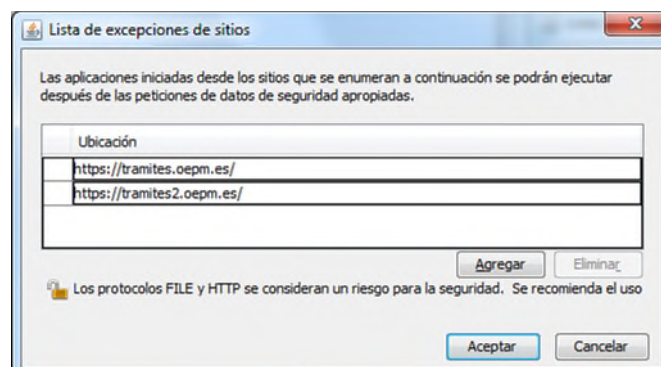 Lista de excepciones de sitios
Las aplicaciones iniciadas desde los sitios que se enumeran a continuación se podrán ejecutar
después de las peticiones de datos de seguridad apropiadas.
Ubicación
https://tramites.oepm.es/
https://tramites2.oepm.es/
Agregar Eliminar
Los protocolos FILE y HTTP se consideran un riesgo para la seguridad. Se recomienda el uso
Aceptar Cancelar